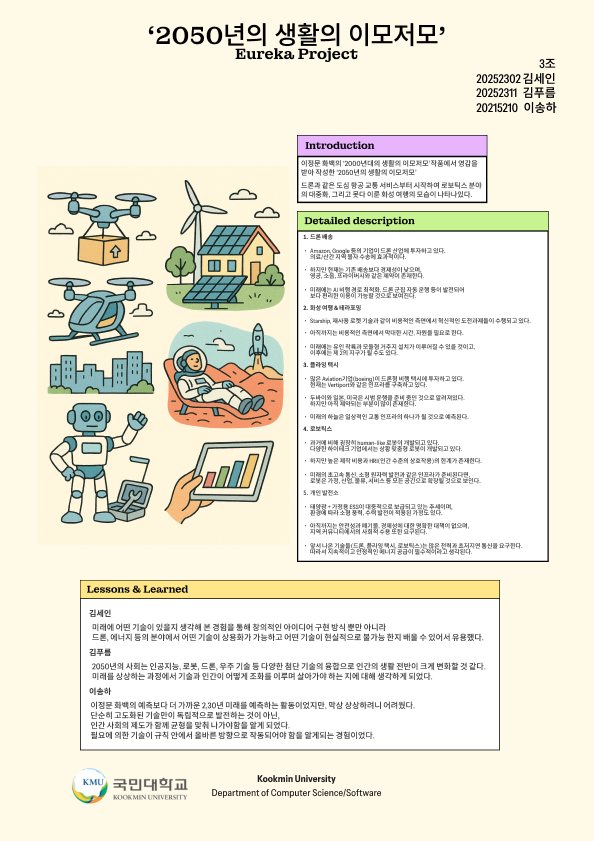 ‘2050년의 생활의 이모저모’
Eureka Project
3조
20252302 김세인
20252311 김푸름
20215210 이송하
Introduction
이정문 화백의 ‘2000년대의 생활의 이모저모’작품에서 영감을
받아 작성한 ‘2050년의 생활의 이모저모’
드론과 같은 도심 항공 교통 서비스부터 시작하여 로보틱스 분야
의 대중화, 그리고 못다 이룬 화성 여행의 모습이 나타나있다.
Detailed description
1. 드론 배송
· Amazon, Google 등의 기업이 드론 산업에 투자하고 있다.
의료/산간 지역 물자 수송에 효과적이다.
· 하지만 현재는 기존 배송보다 경제성이 낮으며,
영공, 소음, 프라이버시와 같은 제약이 존재한다.
· 미래에는 AI 비행 경로 최적화, 드론 군집 자동 운행 등이 발전되어
보다 편리한 이용이 가능할 것으로 보여진다.
2. 화성 여행 &테라포밍
· Starship, 재사용 로켓 기술과 같이 비용적인 측면에서 혁신적인 도전과제들이 수행되고 있다.
· 아직까지는 비용적인 측면에서 막대한 시간, 자원을 필요로 한다.
· 미래에는 유인 착륙과 모듈형 거주지 설치가 이루어질 수 있을 것이고,
이후에는 제 2의 지구가 될 수도 있다.
3. 플라잉 택시
· 많은 Aviation기업(boeing)이 드론형 비행 택시에 투자하고 있다.
현재는 Vertiport와 같은 인프라를 구축하고 있다.
· 두바이와 일본, 미국은 시범 운행을 준비 중인 것으로 알려져있다.
하지만 아직 제약되는 부분이 많이 존재한다.
· 미래의 하늘은 일상적인 교통 인프라의 하나가 될 것으로 예측된다.
4. 로보틱스
· 과거에 비해 굉장히 human-like 로봇이 개발되고 있다.
다양한 하이테크 기업에서는 상황 맞춤형 로봇이 개발되고 있다.
· 하지만 높은 제작 비용과 HRI(인간 수준의 상호작용)의 한계가 존재한다.
· 미래의 초고속 통신, 소형 원자력 발전과 같은 인프라가 준비된다면,
로봇은 가정, 산업, 물류, 서비스 등 모든 공간으로 확장될 것으로 보인다.
5. 개인 발전소
· 태양광 + 가정용 ESS이 대중적으로 보급되고 있는 추세이며,
환경에 따라 소형 풍력, 수력 발전이 적용된 가정도 있다.
· 아직까지는 안전성과 폐기물, 경제성에 대한 명확한 대책이 없으며,
지역 커뮤니티에서의 사회적 수용 또한 요구된다.
· 앞서 나온 기술들(드론, 플라잉 택시, 로보틱스)는 많은 전력과 초저지연 통신을 요구한다.
따라서 지속적이고 안정적인 에너지 공급이 필수적이라고 생각된다.
Lessons & Learned
김세인
미래에 어떤 기술이 있을지 생각해 본 경험을 통해 창의적인 아이디어 구현 방식 뿐만 아니라
드론, 에너지 등의 분야에서 어떤 기술이 상용화가 가능하고 어떤 기술이 현실적으로 불가능 한지 배울 수 있어서 유용했다.
김푸름
2050년의 사회는 인공지능, 로봇, 드론, 우주 기술 등 다양한 첨단 기술의 융합으로 인간의 생활 전반이 크게 변화할 것 같다.
미래를 상상하는 과정에서 기술과 인간이 어떻게 조화를 이루며 살아가야 하는 지에 대해 생각하게 되었다.
이송하
이정문 화백의 예측보다 더 가까운 2,30년 미래를 예측하는 활동이었지만, 막상 상상하려니 어려웠다.
단순히 고도화된 기술만이 독립적으로 발전하는 것이 아닌,
인간 사회의 제도가 함께 균형을 맞춰 나가야함을 알게 되었다.
필요에 의한 기술이 규칙 안에서 올바른 방향으로 작동되어야 함을 알게되는 경험이었다.
KMU
국민대학교
KOOKMIN UNIVERSITY
Kookmin University
Department of Computer Science/Software